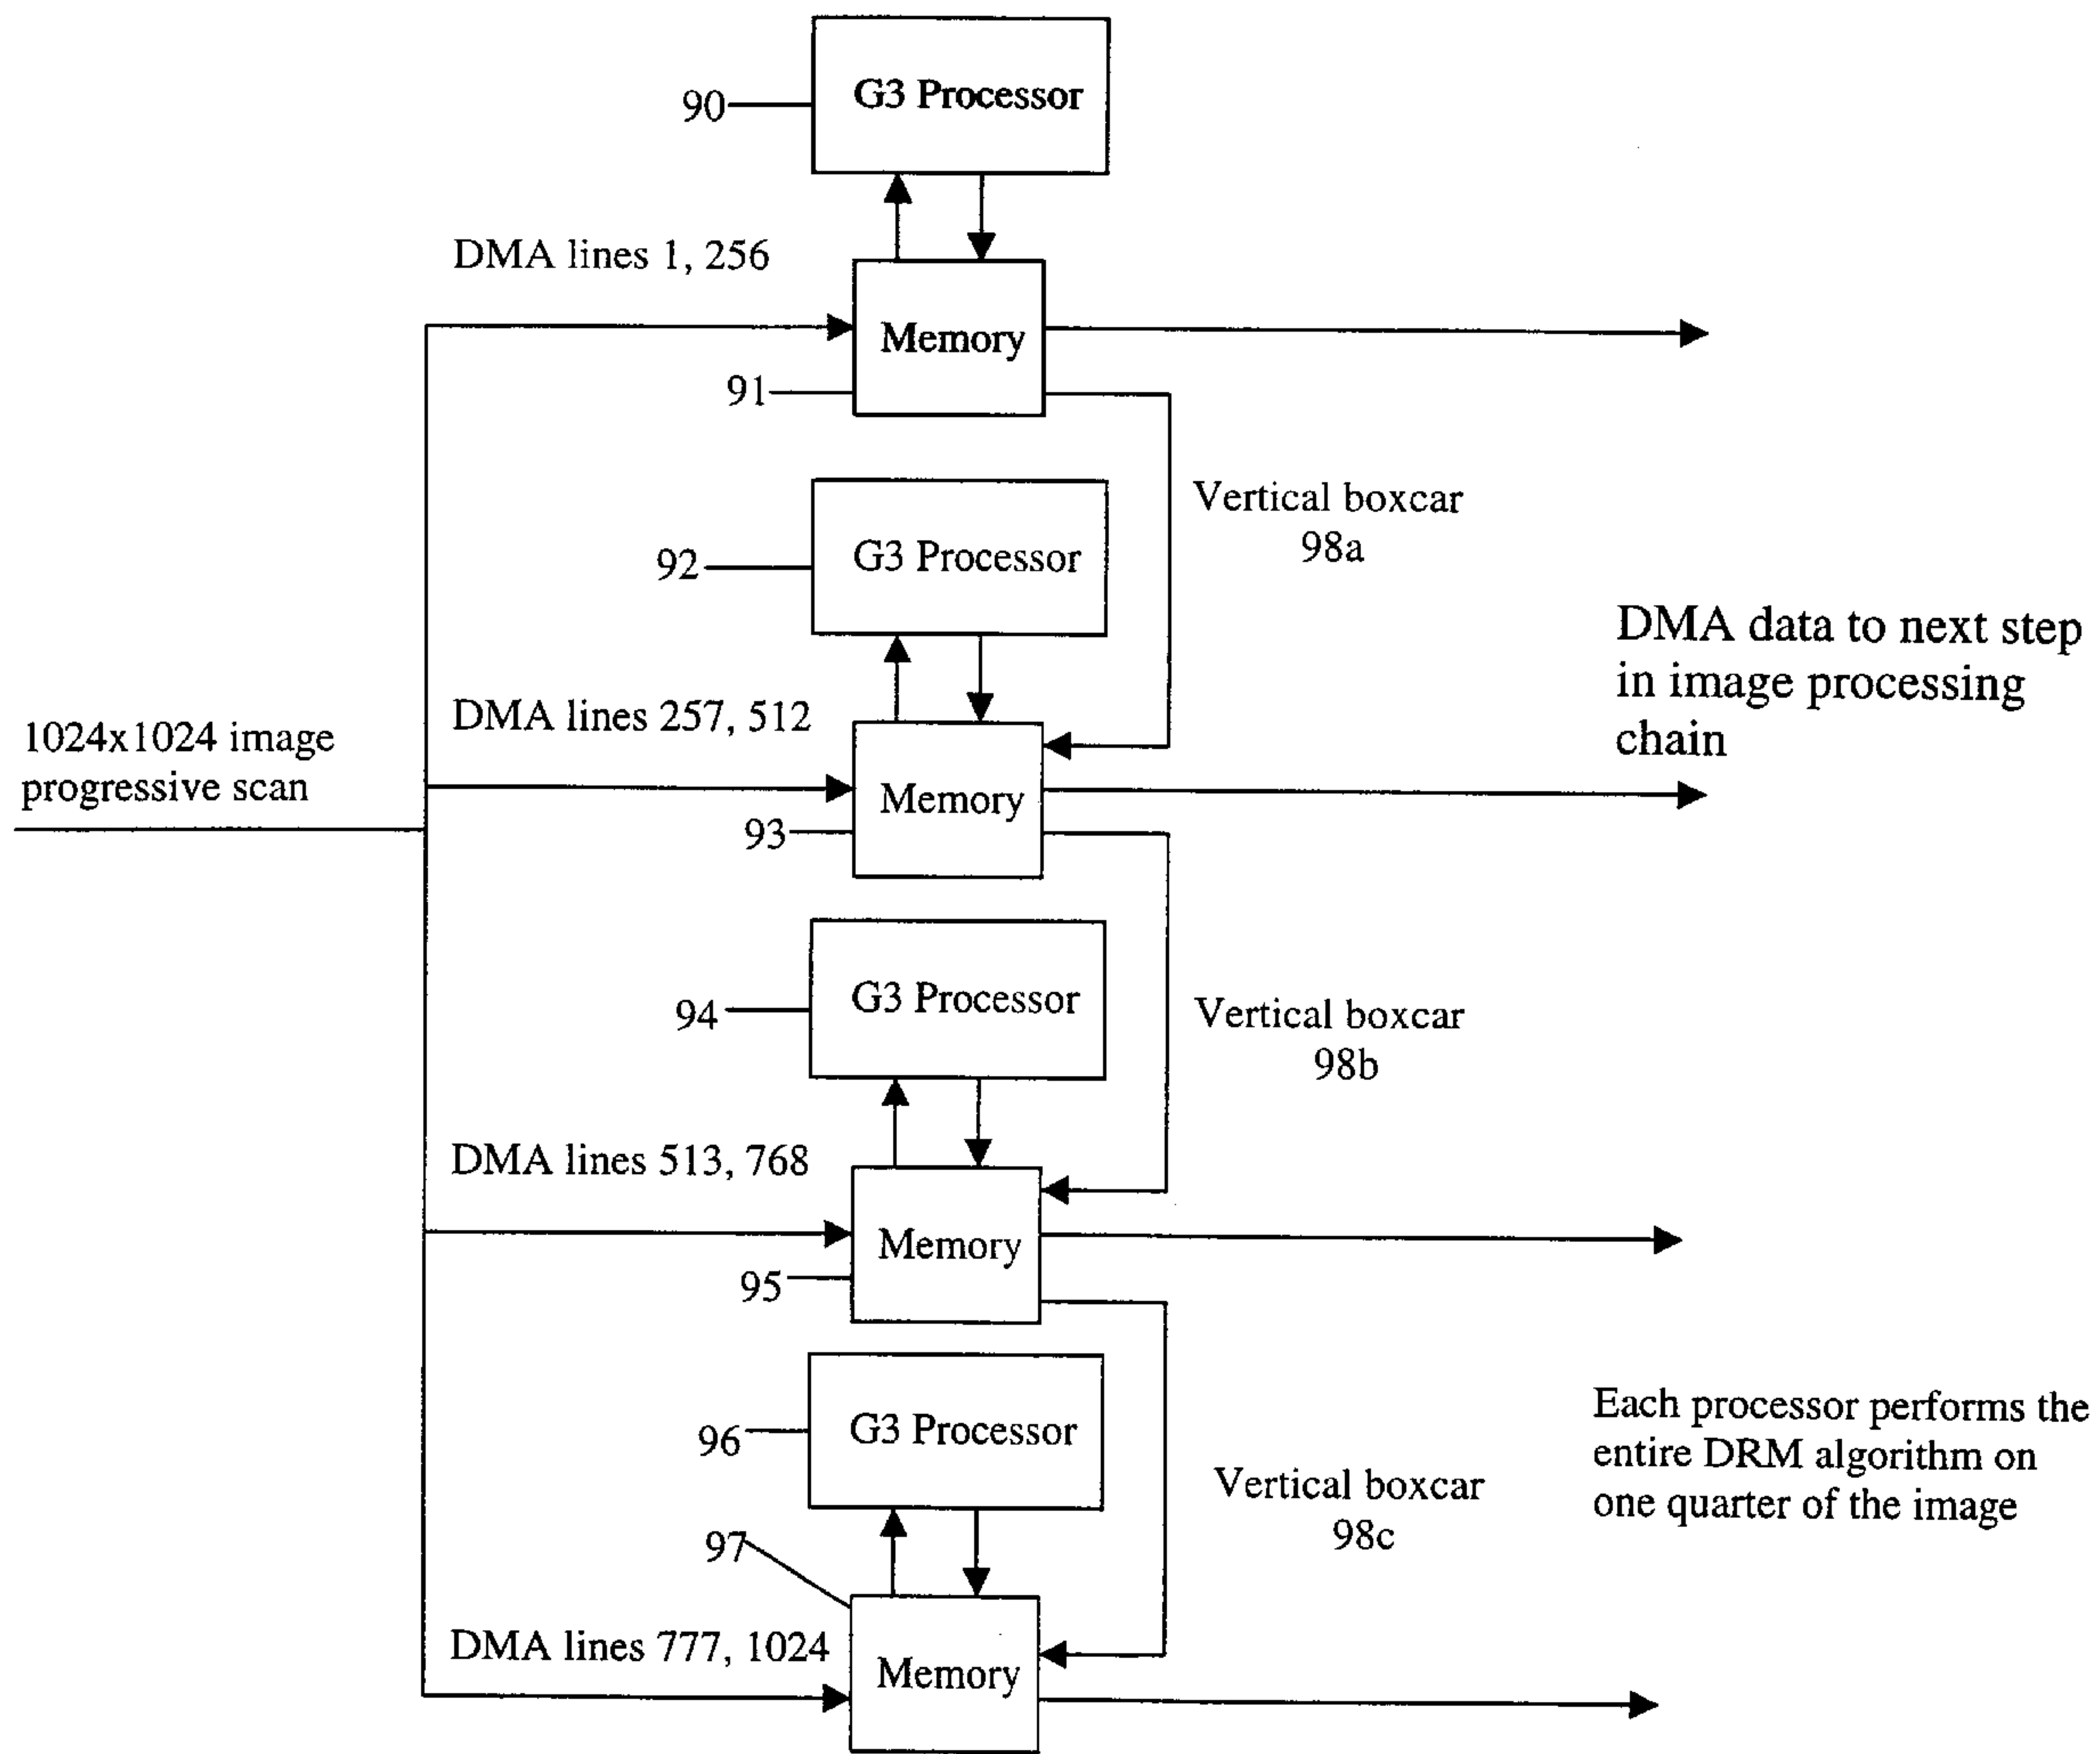 G3 Processor
90
DMA lines 1, 256
Memory
91
G3 Processor
92
Vertical boxcar
98a
DMA data to next step
in image processing
chain
DMA lines 257, 512
1024x1024 image
progressive scan
Memory
93
G3 Processor
94
Vertical boxcar
98b
DMA lines 513, 768
Memory
95
G3 Processor
96
Each processor performs the
entire DRM algorithm on
one quarter of the image
Vertical boxcar
98c
97
DMA lines 777, 1024
Memory